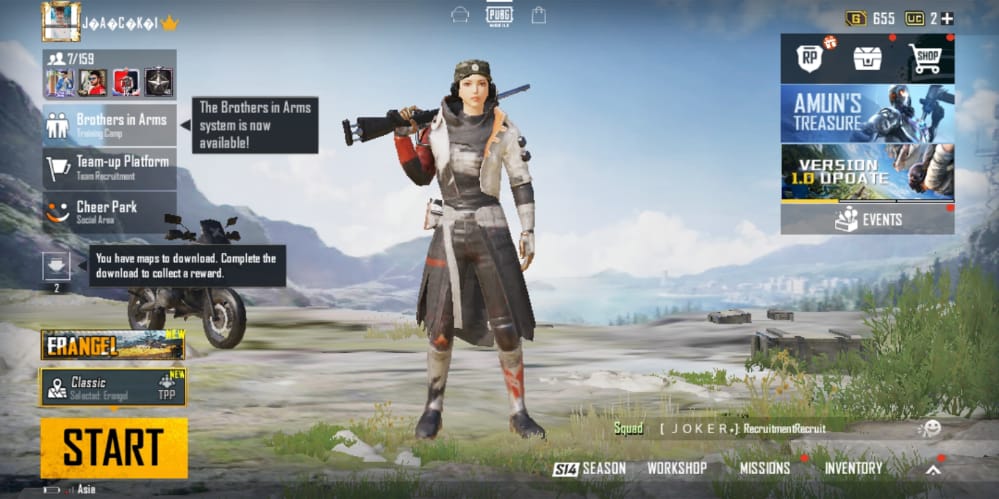 J�A�C�K�I
PUBG
MOBILE
G 655 UC 2
7/159
RP
SHOP
Brothers in Arms
Training Camp
The Brothers in Arms
system is now
available!
AMUN'S
TREASURE
Team-up Platform
Team Recruitment
VERSION
1.0 UPDATE
Cheer Park
Social Area
EVENTS
You have maps to download. Complete the
download to collect a reward.
2
NEW
ERANGEL
NEW
Classic
Selected: Erangel
TPP
START
Squad [ J O K E R ₊]: RecruitmentRecruit
S14 SEASON WORKSHOP MISSIONS INVENTORY
Asia